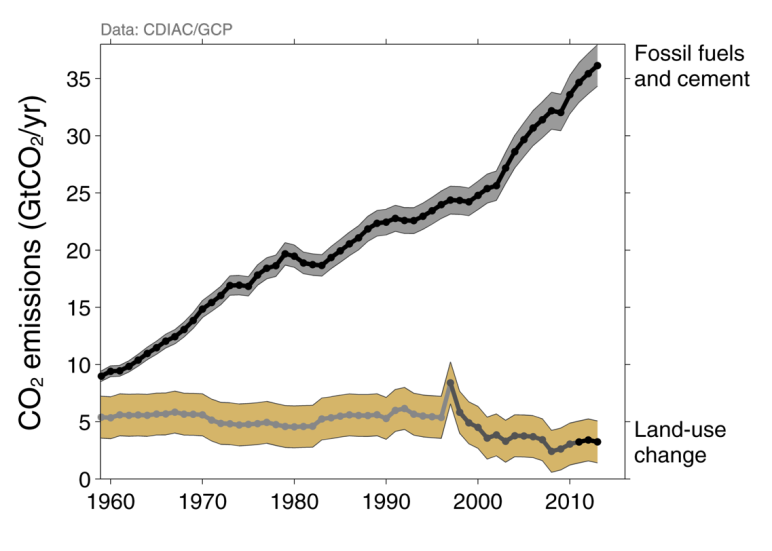 Data: CDIAC/GCP
Fossil fuels
and cement
CO₂ emissions (GtCO₂/yr)
35
30
25
20
15
10
5
0
Land-use
change
1960 1970 1980 1990 2000 2010